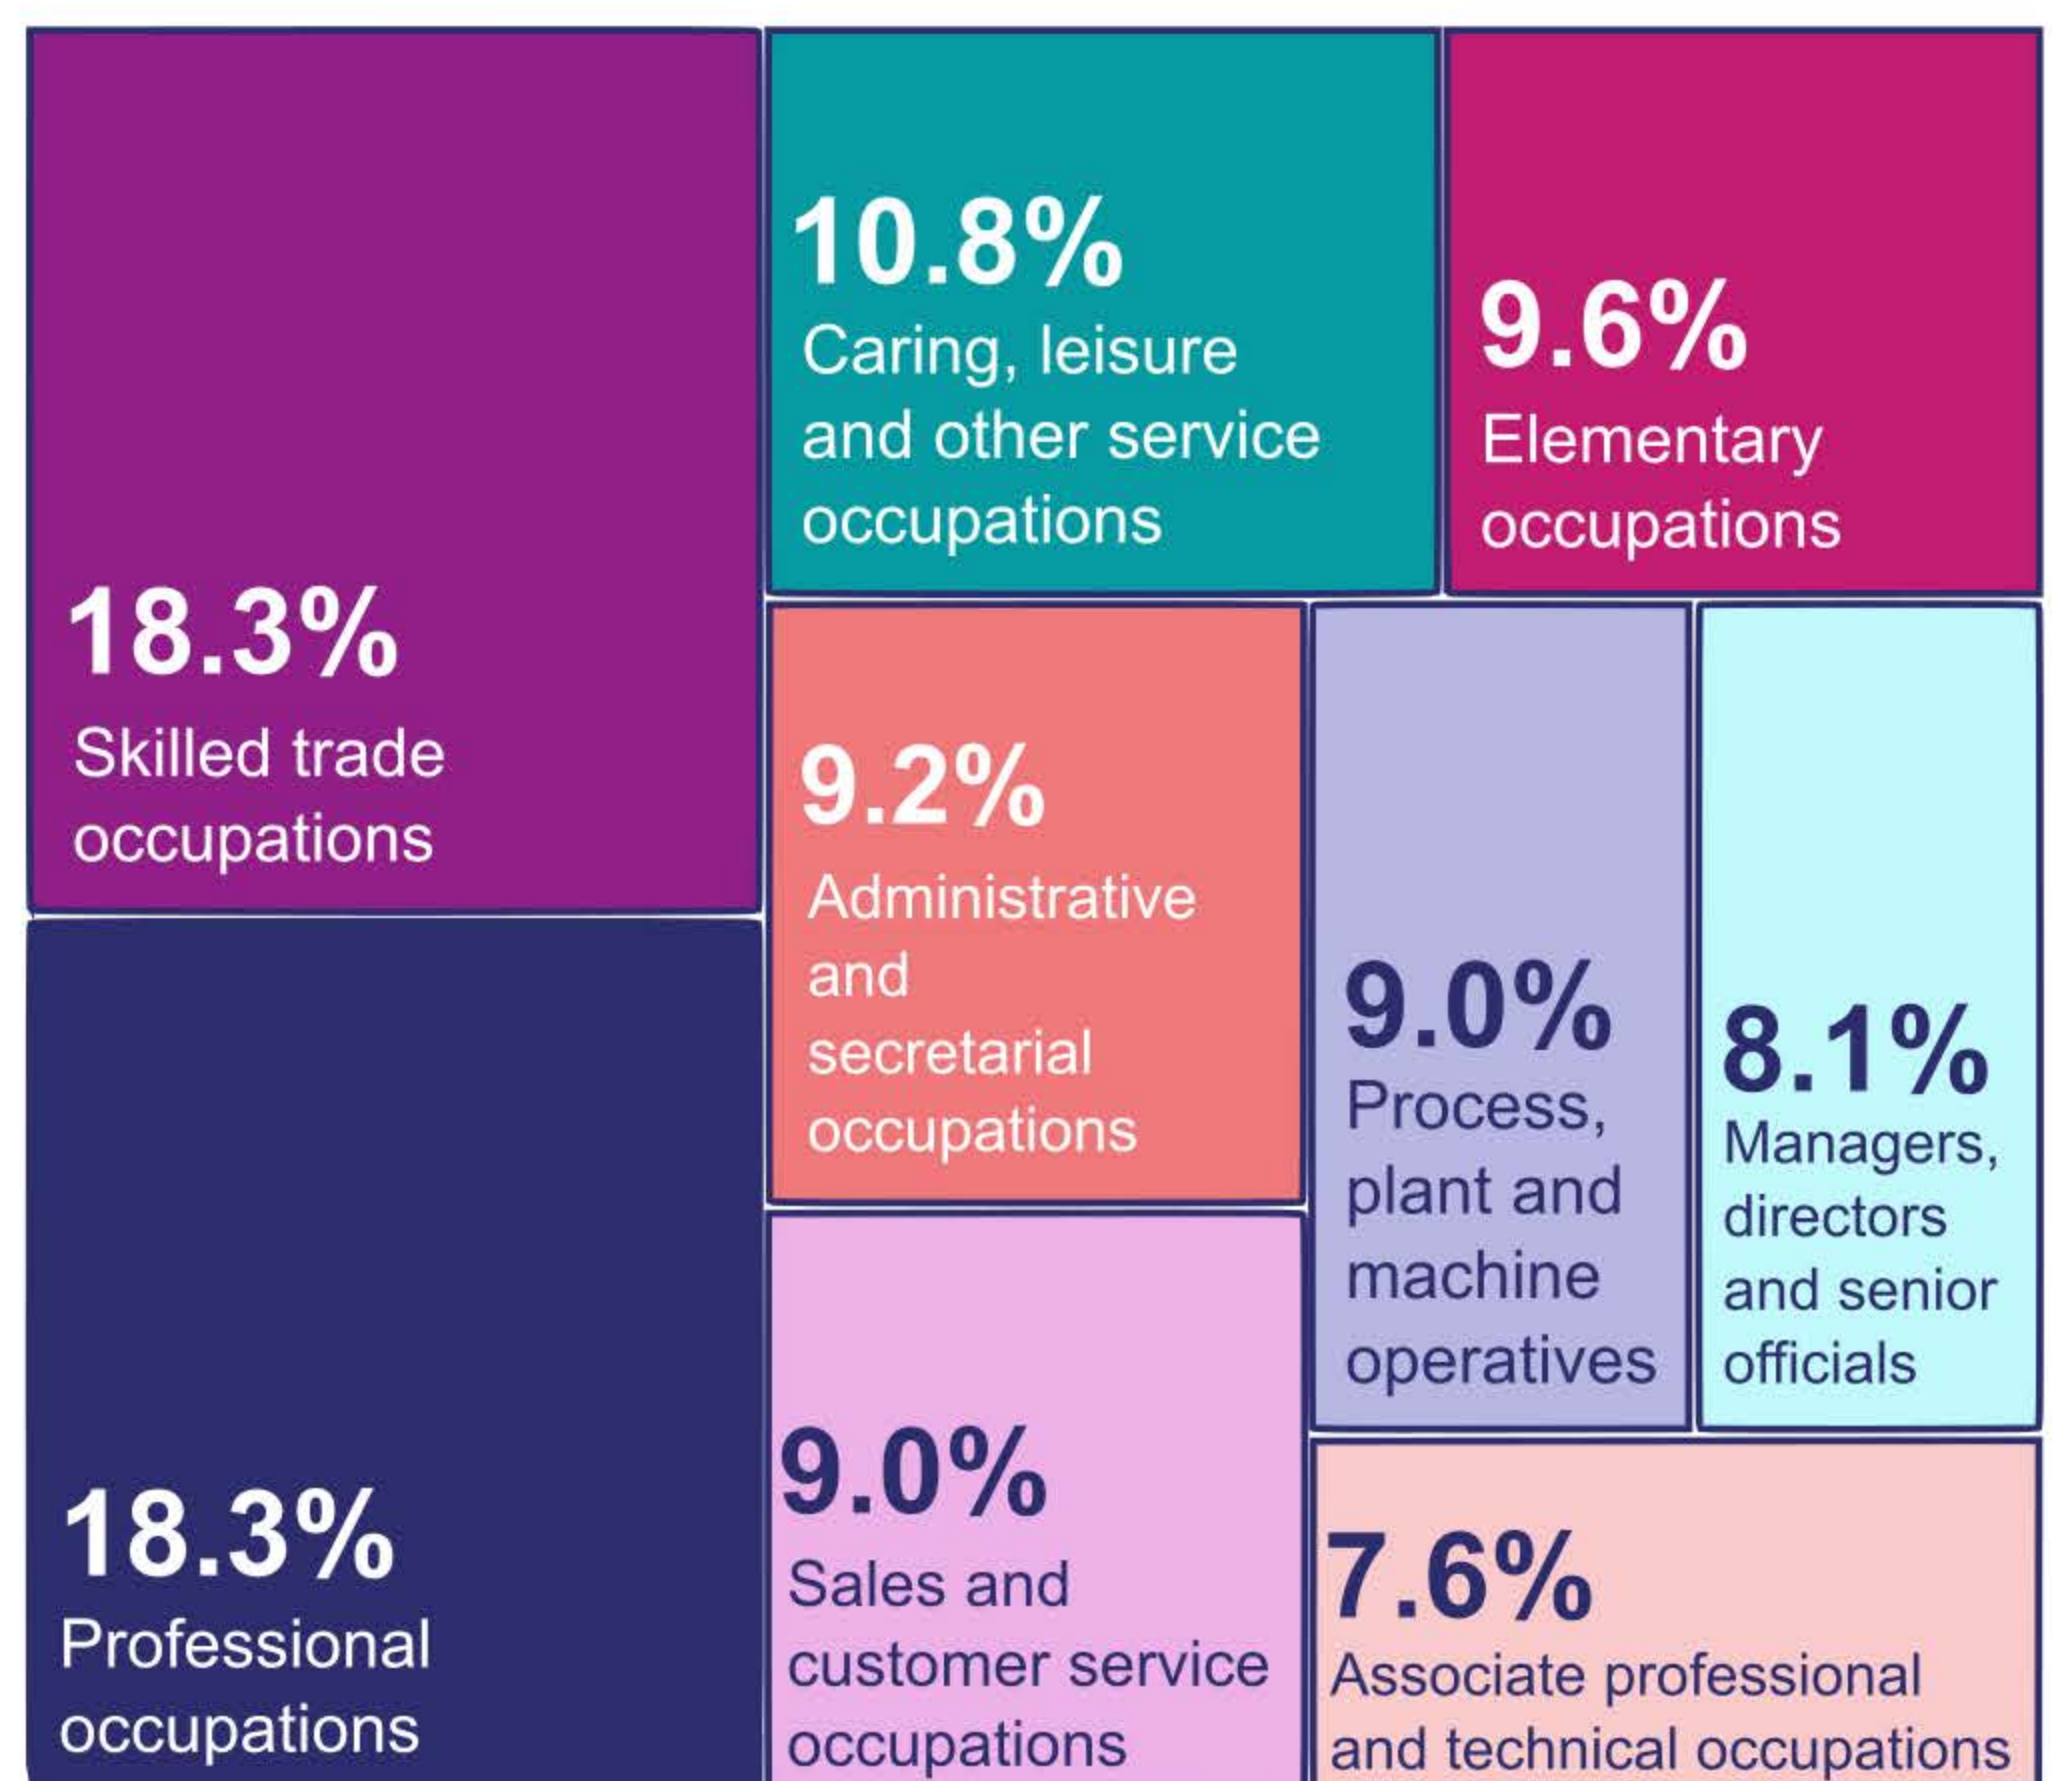 18.3%
Skilled trade
occupations
10.8%
Caring, leisure
and other service
occupations
9.6%
Elementary
occupations
9.2%
Administrative
and
secretarial
occupations
9.0%
Process,
plant and
machine
operatives
8.1%
Managers,
directors
and senior
officials
18.3%
Professional
occupations
9.0%
Sales and
customer service
occupations
7.6%
Associate professional
and technical occupations